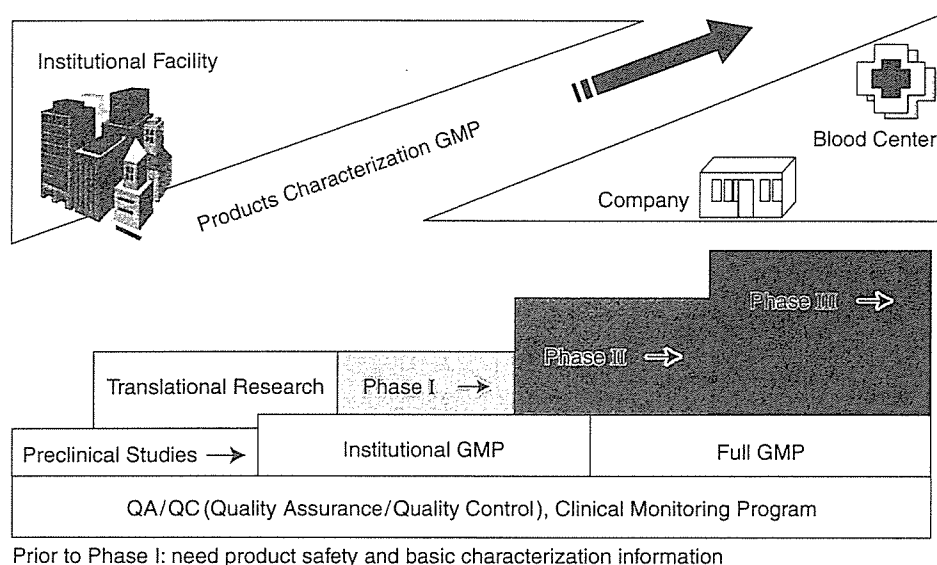 Institutional Facility
Products Characterization GMP
Blood Center
Company
Phase III →
Phase II →
Translational Research
Phase I →
Preclinical Studies →
Institutional GMP
Full GMP
QA/QC (Quality Assurance/Quality Control), Clinical Monitoring Program
Prior to Phase I: need product safety and basic characterization information